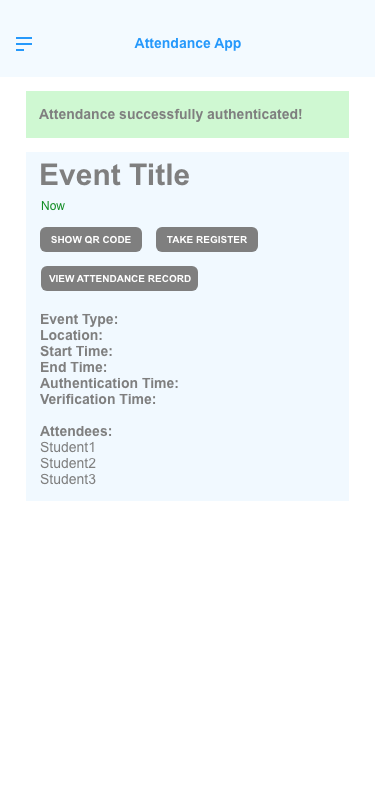 Attendance App
Attendance successfully authenticated!
Event Title
Now
SHOW QR CODE
TAKE REGISTER
VIEW ATTENDANCE RECORD
Event Type:
Location:
Start Time:
End Time:
Authentication Time:
Verification Time:
Attendees:
Student1
Student2
Student3